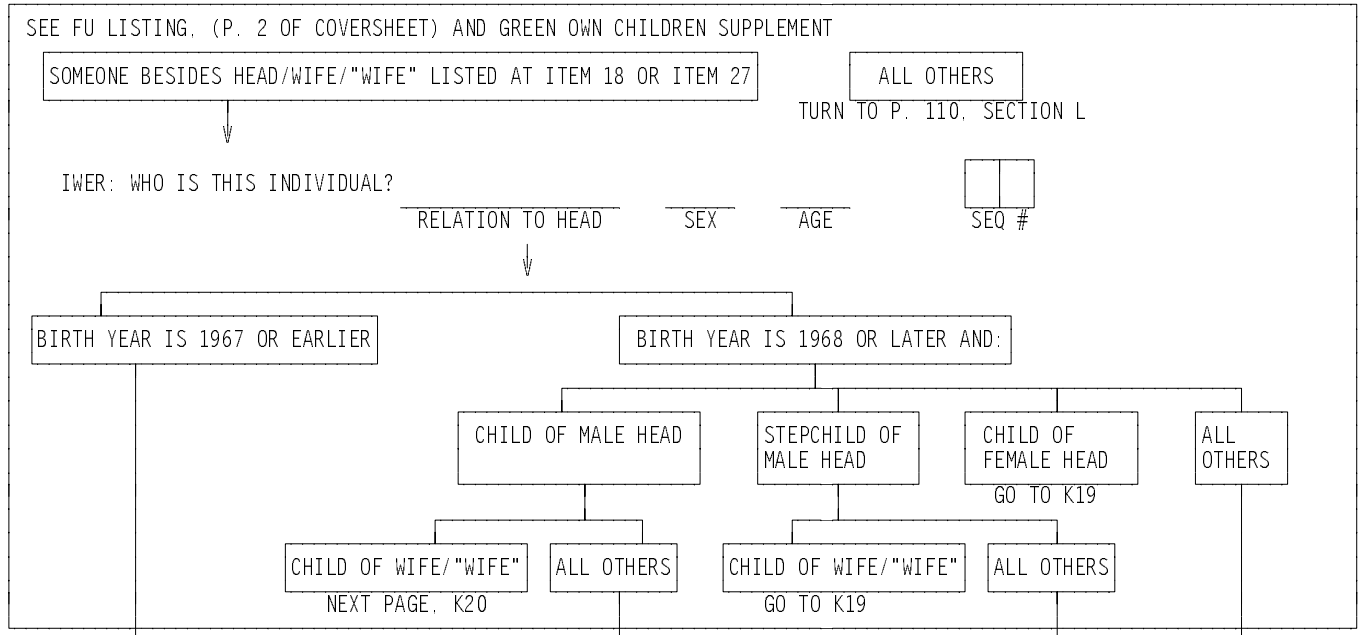 SEE FU LISTING, (P. 2 OF COVERSHEET) AND GREEN OWN CHILDREN SUPPLEMENT
SOMEONE BESIDES HEAD/WIFE/"WIFE" LISTED AT ITEM 18 OR ITEM 27
ALL OTHERS
TURN TO P. 110, SECTION L
IWER: WHO IS THIS INDIVIDUAL?
RELATION TO HEAD
SEX
AGE
SEQ #
BIRTH YEAR IS 1967 OR EARLIER
BIRTH YEAR IS 1968 OR LATER AND:
CHILD OF MALE HEAD
STEPCHILD OF
MALE HEAD
CHILD OF
FEMALE HEAD
GO TO K19
ALL
OTHERS
CHILD OF WIFE/"WIFE"
NEXT PAGE, K20
ALL OTHERS
CHILD OF WIFE/"WIFE"
GO TO K19
ALL OTHERS